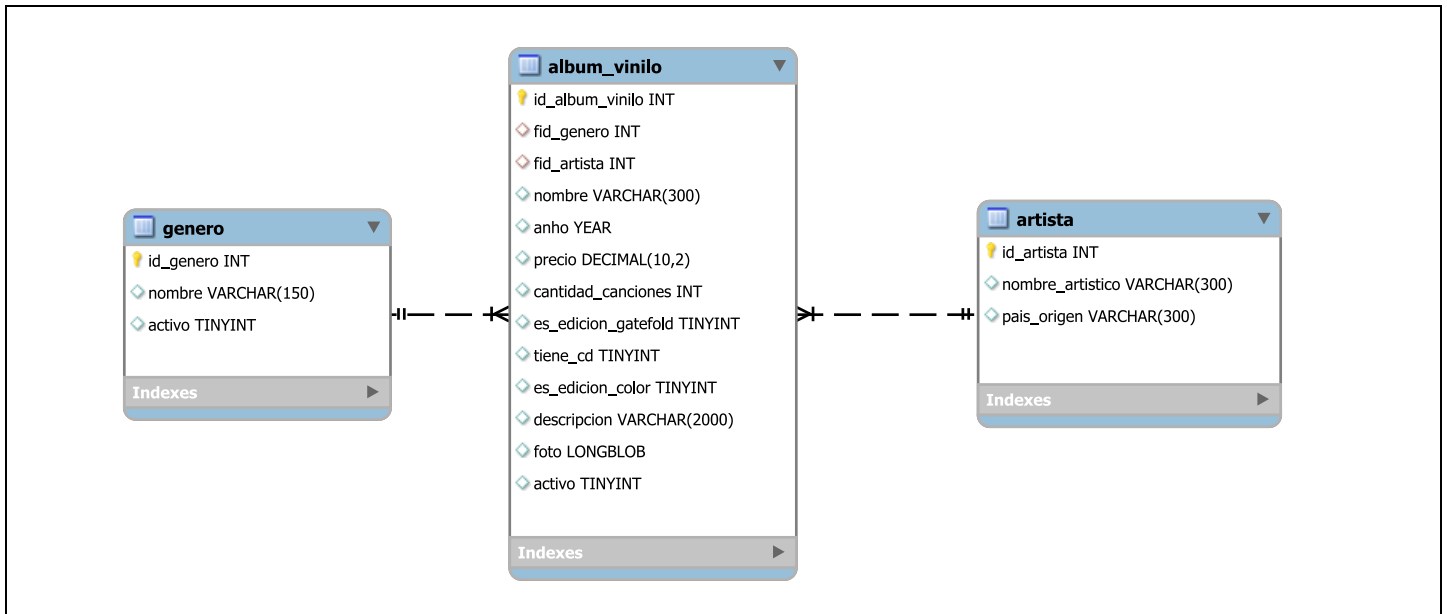 genero
id_genero INT
nombre VARCHAR(150)
activo TINYINT
Indexes
album_vinilo
id_album_vinilo INT
fid_genero INT
fid_artista INT
nombre VARCHAR(300)
anho YEAR
precio DECIMAL(10,2)
cantidad_canciones INT
es_edicion_gatefold TINYINT
tiene_cd TINYINT
es_edicion_color TINYINT
descripcion VARCHAR(2000)
foto LONGBLOB
activo TINYINT
Indexes
artista
id_artista INT
nombre_artistico VARCHAR(300)
pais_origen VARCHAR(300)
Indexes